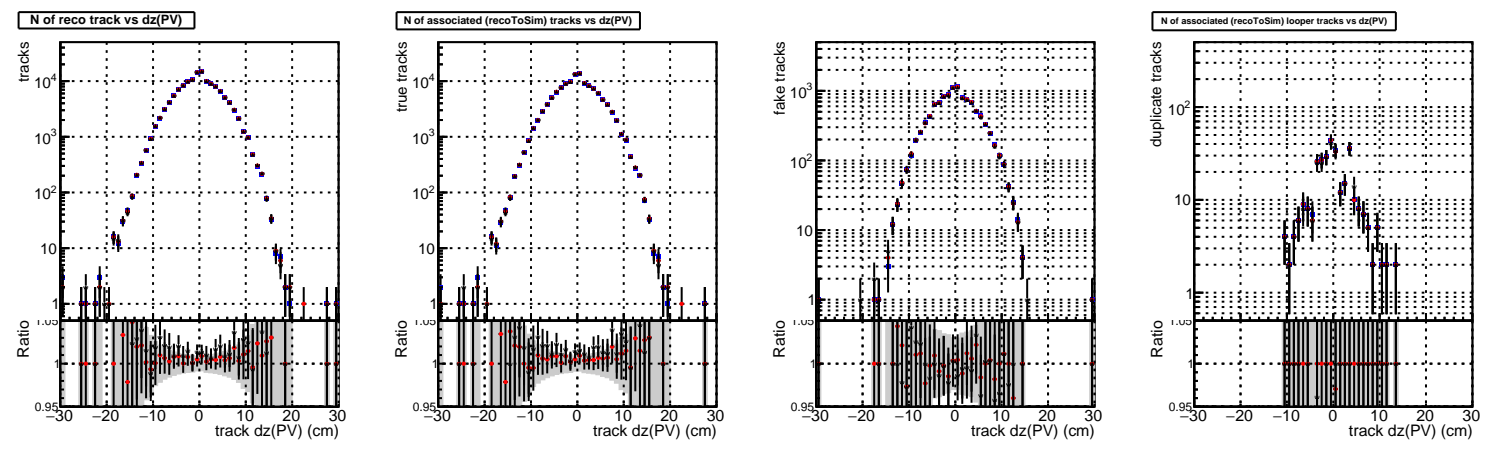 N of reco track vs dz(PV)
tracks
10⁴
10³
10²
10
1
Ratio
1.05
1
0.95
−30 −20 −10 0 10 20 30
track dz(PV) (cm)
N of associated (recoToSim) tracks vs dz(PV)
true tracks
10⁴
10³
10²
10
1
Ratio
1.05
1
0.95
−30 −20 −10 0 10 20 30
track dz(PV) (cm)
fake tracks
10³
10²
10
1
Ratio
1.05
1
0.95
−30 −20 −10 0 10 20 30
track dz(PV) (cm)
N of associated (recoToSim) looper tracks vs dz(PV)
duplicate tracks
10²
10
1
Ratio
1.05
1
0.95
−30 −20 −10 0 10 20 30
track dz(PV) (cm)